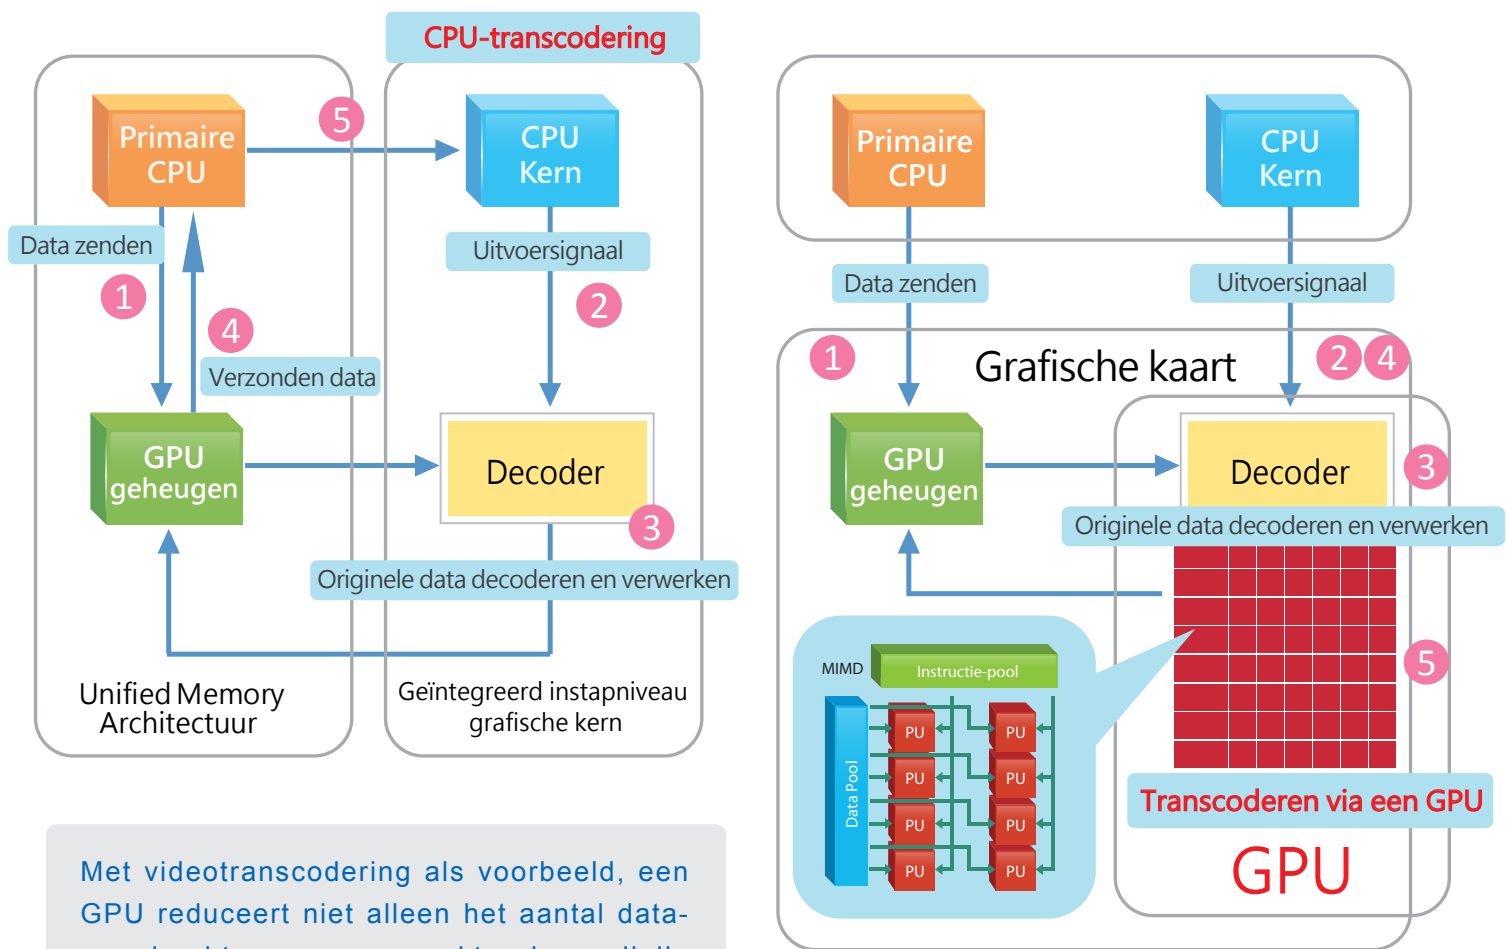 CPU-transcodering
Primaire
CPU
5
CPU
Kern
Data zenden
1
4
Verzonden data
Uitvoersignaal
2
GPU
geheugen
Decoder
3
Originele data decoderen en verwerken
Unified Memory
Architectuur
Geïntegreerd instapniveau
grafische kern
Primaire
CPU
CPU
Kern
Data zenden
Uitvoersignaal
1
Grafische kaart
2 4
GPU
geheugen
Decoder
3
Originele data decoderen en verwerken
MIMD
Instructie-pool
Data Pool
PU PU
PU PU
PU PU
PU PU
5
Transcoderen via een GPU
GPU
Met videotranscodering als voorbeeld, een
GPU reduceert niet alleen het aantal data-